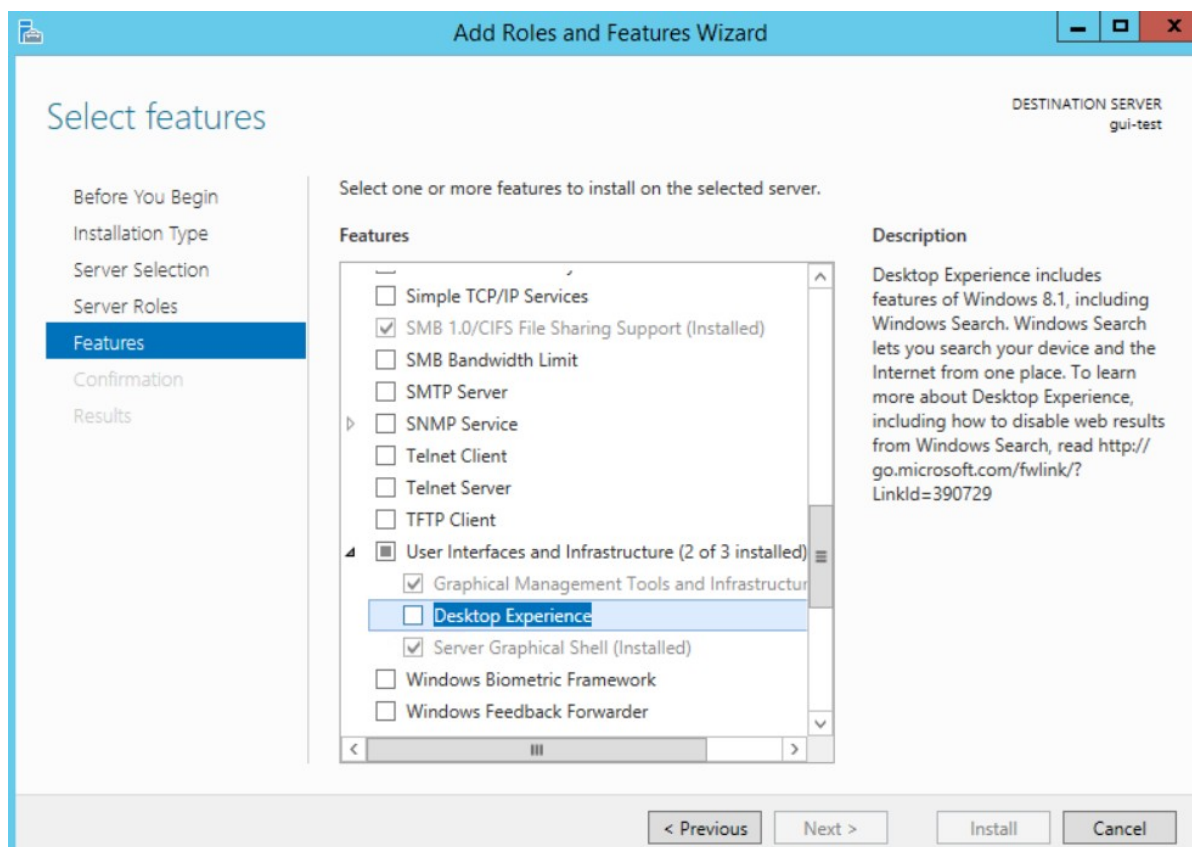 Add Roles and Features Wizard
Select features
DESTINATION SERVER
gui-test
Before You Begin
Installation Type
Server Selection
Server Roles
Features
Confirmation
Results
Select one or more features to install on the selected server.
Features
Simple TCP/IP Services
SMB 1.0/CIFS File Sharing Support (Installed)
SMB Bandwidth Limit
SMTP Server
SNMP Service
Telnet Client
Telnet Server
TFTP Client
User Interfaces and Infrastructure (2 of 3 installed)
Graphical Management Tools and Infrastructur
Desktop Experience
Server Graphical Shell (Installed)
Windows Biometric Framework
Windows Feedback Forwarder
Description
Desktop Experience includes
features of Windows 8.1, including
Windows Search. Windows Search
lets you search your device and the
Internet from one place. To learn
more about Desktop Experience,
including how to disable web results
from Windows Search, read http://
go.microsoft.com/fwlink/?
LinkId=390729
< Previous
Next >
Install
Cancel